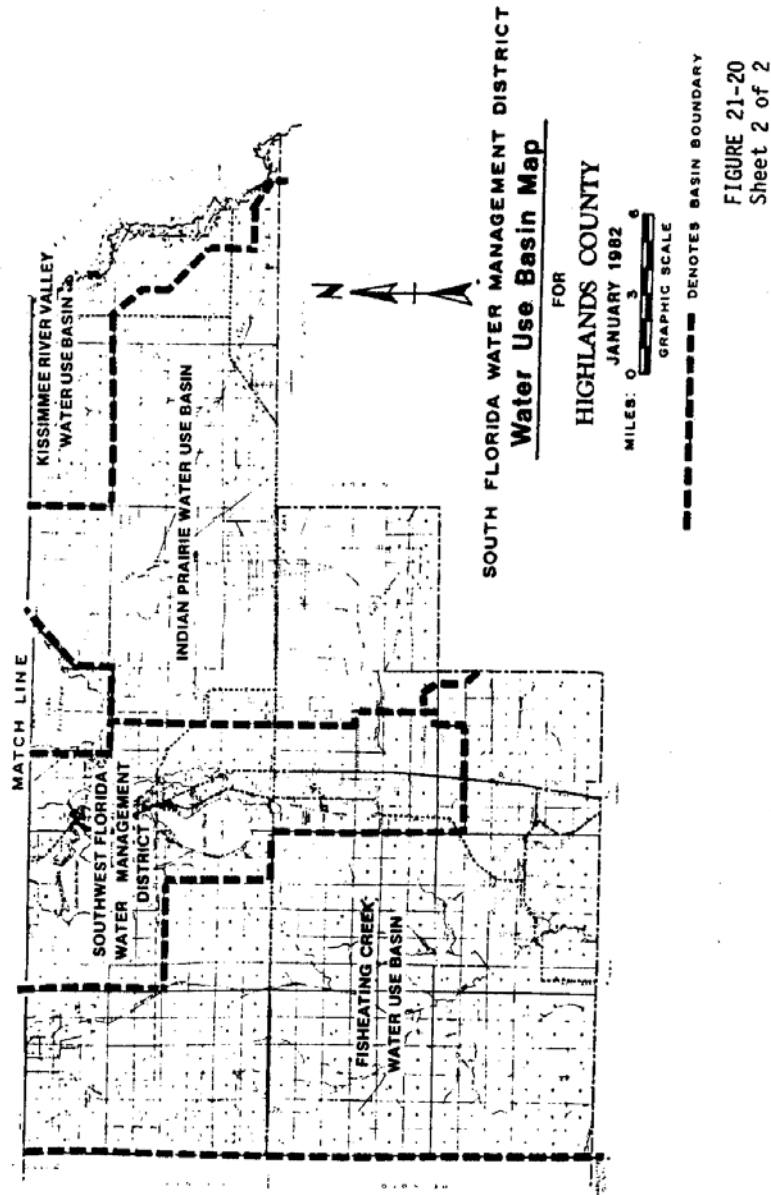 MATCH LINE
KISSIMMEE RIVER VALLEY
WATER USE BASIN
SOUTHWEST FLORIDA
WATER MANAGEMENT
DISTRICT
INDIAN PRAIRIE WATER USE BASIN
FISHEATING CREEK
WATER USE BASIN
N
SOUTH FLORIDA WATER MANAGEMENT DISTRICT
Water Use Basin Map
FOR
HIGHLANDS COUNTY
JANUARY 1982
MILES: 0 3 6
GRAPHIC SCALE
DENOTES BASIN BOUNDARY
FIGURE 21-20
Sheet 2 of 2